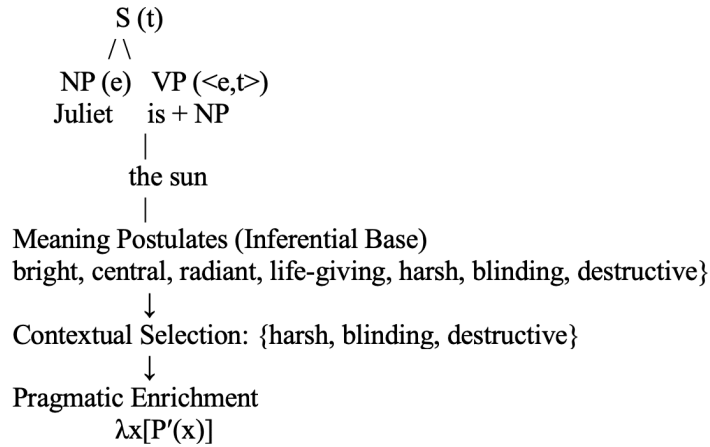 S (t)
/ \
NP (e) VP (<e,t>)
Juliet is + NP
|
the sun
|
Meaning Postulates (Inferential Base)
bright, central, radiant, life-giving, harsh, blinding, destructive}
↓
Contextual Selection: {harsh, blinding, destructive}
↓
Pragmatic Enrichment
λx[P′(x)]